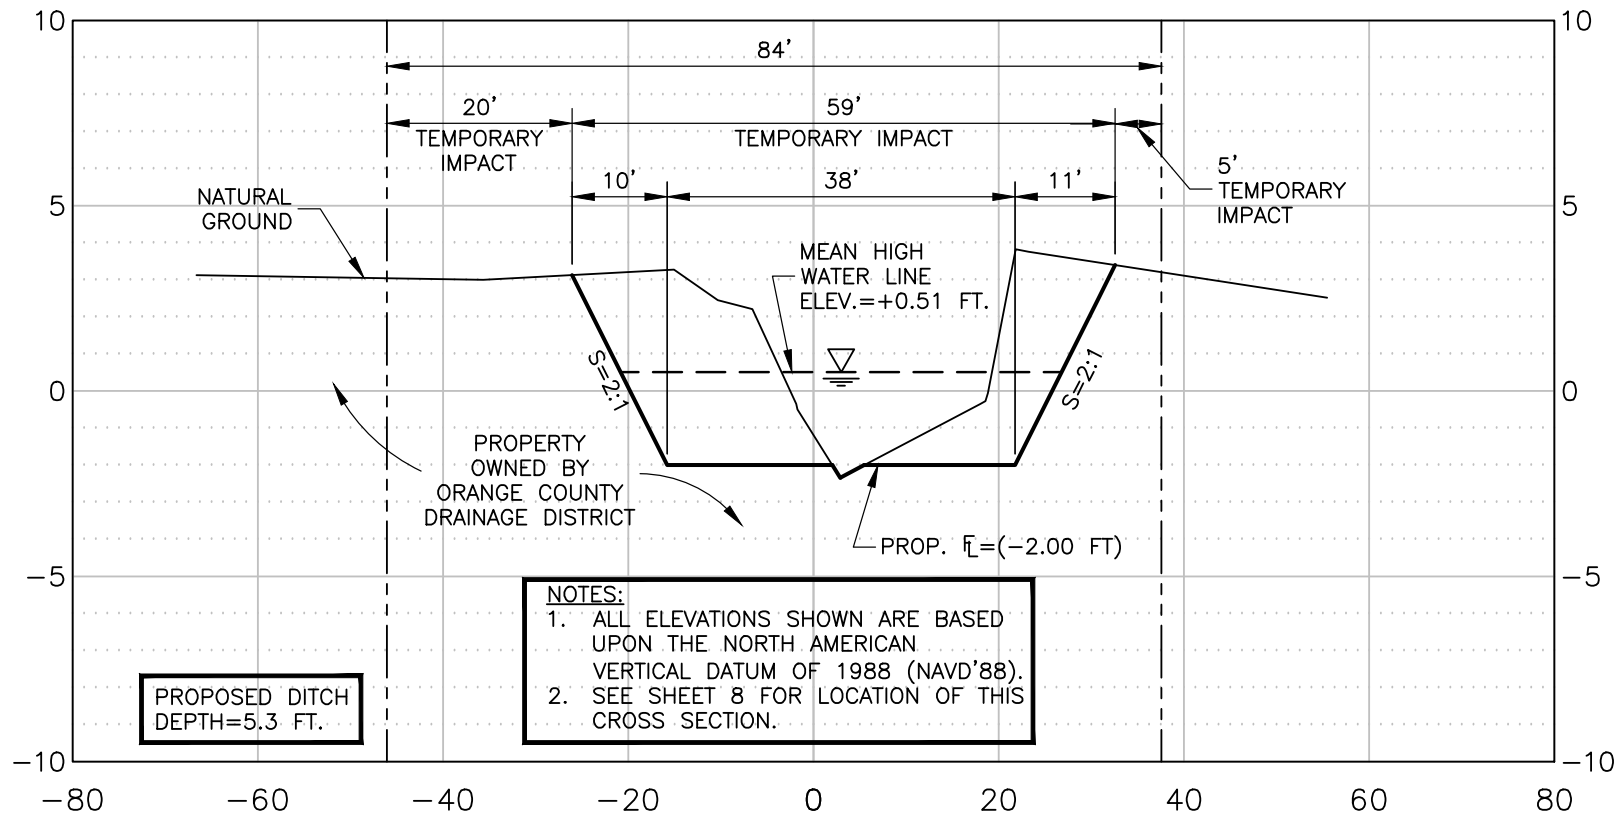 10
10
84'
20'
59'
TEMPORARY
IMPACT
TEMPORARY IMPACT
5'
TEMPORARY
IMPACT
10'
38'
11'
NATURAL
GROUND
5
5
MEAN HIGH
WATER LINE
ELEV.=+0.51 FT.
S=2:1
S=2:1
0
0
PROPERTY
OWNED BY
ORANGE COUNTY
DRAINAGE DISTRICT
PROP. FL=(-2.00 FT)
-5
-5
NOTES:
1. ALL ELEVATIONS SHOWN ARE BASED
UPON THE NORTH AMERICAN
VERTICAL DATUM OF 1988 (NAVD'88).
2. SEE SHEET 8 FOR LOCATION OF THIS
CROSS SECTION.
PROPOSED DITCH
DEPTH=5.3 FT.
-10
-10
-80 -60 -40 -20 0 20 40 60 80